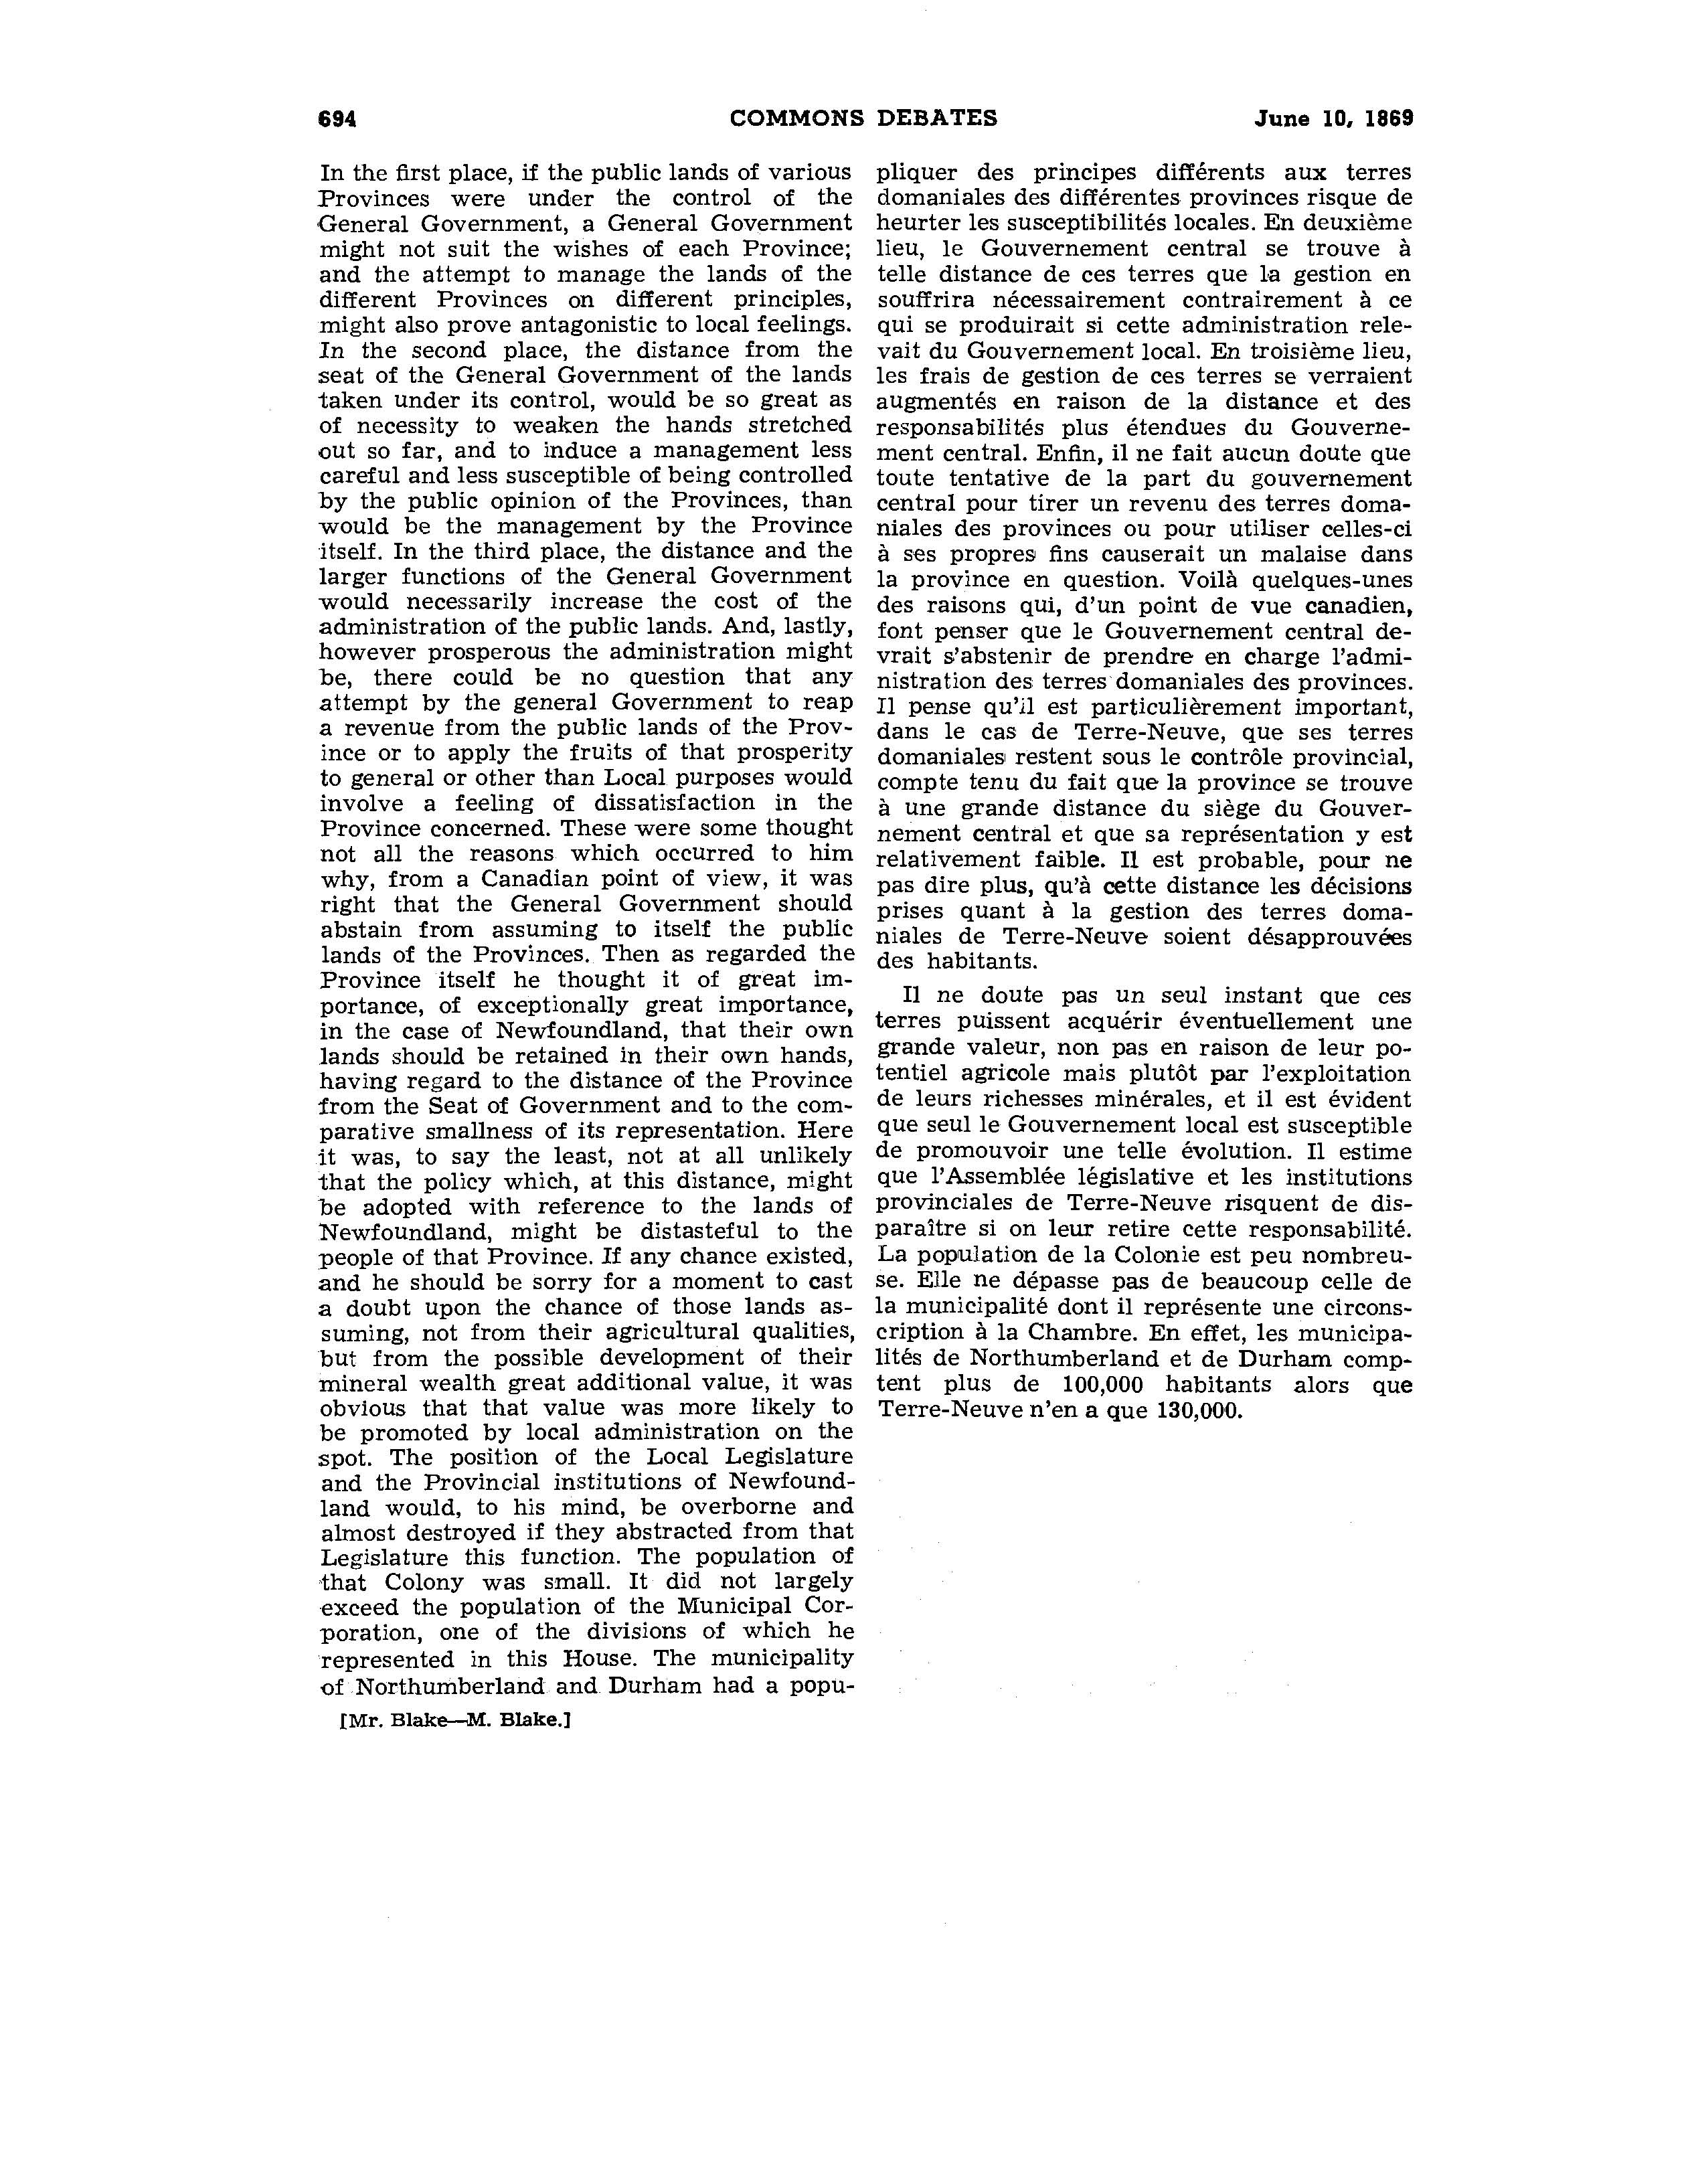 694
COMMONS DEBATES
June 10, 1869
In the first place, if the public lands of various
Provinces were under the control of the
General Government, a General Government
might not suit the wishes of each Province;
and the attempt to manage the lands of the
different Provinces on different principles,
might also prove antagonistic to local feelings.
In the second place, the distance from the
seat of the General Government of the lands
taken under its control, would be so great as
of necessity to weaken the hands stretched
out so far, and to induce a management less
careful and less susceptible of being controlled
by the public opinion of the Provinces, than
would be the management by the Province
itself. In the third place, the distance and the
larger functions of the General Government
would necessarily increase the cost of the
administration of the public lands. And, lastly,
however prosperous the administration might
be, there could be no question that any
attempt by the general Government to reap
a revenue from the public lands of the Prov-
ince or to apply the fruits of that prosperity
to general or other than Local purposes would
involve a feeling of dissatisfaction in the
Province concerned. These were some thought
not all the reasons which occurred to him
why, from a Canadian point of view, it was
right that the General Government should
abstain from assuming to itself the public
lands of the Provinces. Then as regarded the
Province itself he thought it of great im-
portance, of exceptionally great importance,
in the case of Newfoundland, that their own
lands should be retained in their own hands,
having regard to the distance of the Province
from the Seat of Government and to the com-
parative smallness of its representation. Here
it was, to say the least, not at all unlikely
that the policy which, at this distance, might
be adopted with reference to the lands of
Newfoundland, might be distasteful to the
people of that Province. If any chance existed,
and he should be sorry for a moment to cast
a doubt upon the chance of those lands as-
suming, not from their agricultural qualities,
but from the possible development of their
mineral wealth great additional value, it was
obvious that that value was more likely to
be promoted by local administration on the
spot. The position of the Local Legislature
and the Provincial institutions of Newfound-
land would, to his mind, be overborne and
almost destroyed if they abstracted from that
Legislature this function. The population of
that Colony was small. It did not largely
exceed the population of the Municipal Cor-
poration, one of the divisions of which he
represented in this House. The municipality
of Northumberland and Durham had a popu-
[Mr. Blake—M. Blake.]
pliquer des principes différents aux terres
domaniales des différentes provinces risque de
heurter les susceptibilités locales. En deuxième
lieu, le Gouvernement central se trouve à
telle distance de ces terres que la gestion en
souffrira nécessairement contrairement à ce
qui se produirait si cette administration rele-
vait du Gouvernement local. En troisième lieu,
les frais de gestion de ces terres se verraient
augmentés en raison de la distance et des
responsabilités plus étendues du Gouverne-
ment central. Enfin, il ne fait aucun doute que
toute tentative de la part du gouvernement
central pour tirer un revenu des terres doma-
niales des provinces ou pour utiliser celles-ci
à ses propres fins causerait un malaise dans
la province en question. Voilà quelques-unes
des raisons qui, d'un point de vue canadien,
font penser que le Gouvernement central de-
vrait s'abstenir de prendre en charge l'admi-
nistration des terres domaniales des provinces.
Il pense qu'il est particulièrement important,
dans le cas de Terre-Neuve, que ses terres
domaniales restent sous le contrôle provincial,
compte tenu du fait que la province se trouve
à une grande distance du siège du Gouver-
nement central et que sa représentation y est
relativement faible. Il est probable, pour ne
pas dire plus, qu'à cette distance les décisions
prises quant à la gestion des terres doma-
niales de Terre-Neuve soient désapprouvées
des habitants.
Il ne doute pas un seul instant que ces
terres puissent acquérir éventuellement une
grande valeur, non pas en raison de leur po-
tentiel agricole mais plutôt par l'exploitation
de leurs richesses minérales, et il est évident
que seul le Gouvernement local est susceptible
de promouvoir une telle évolution. Il estime
que l'Assemblée législative et les institutions
provinciales de Terre-Neuve risquent de dis-
paraître si on leur retire cette responsabilité.
La population de la Colonie est peu nombreu-
se. Elle ne dépasse pas de beaucoup celle de
la municipalité dont il représente une circons-
cription à la Chambre. En effet, les municipa-
lités de Northumberland et de Durham comp-
tent plus de 100,000 habitants alors que
Terre-Neuve n'en a que 130,000.